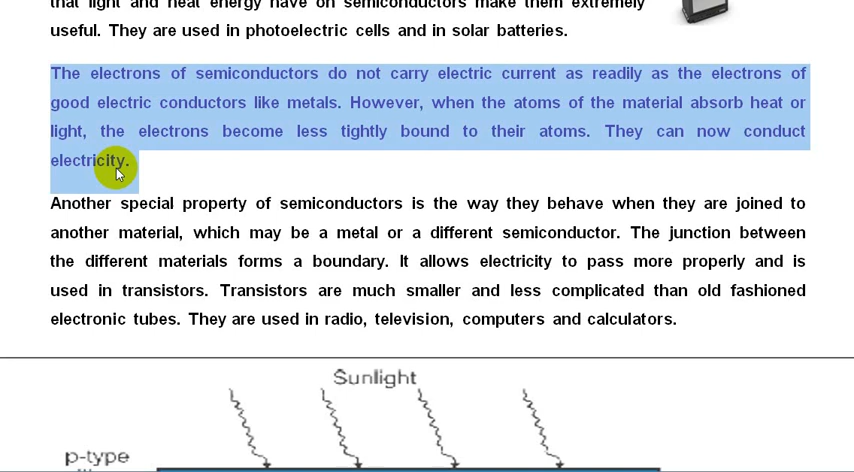 that light and heat energy have on semiconductors make them extremely
useful. They are used in photoelectric cells and in solar batteries.
The electrons of semiconductors do not carry electric current as readily as the electrons of
good electric conductors like metals. However, when the atoms of the material absorb heat or
light, the electrons become less tightly bound to their atoms. They can now conduct
electricity.
Another special property of semiconductors is the way they behave when they are joined to
another material, which may be a metal or a different semiconductor. The junction between
the different materials forms a boundary. It allows electricity to pass more properly and is
used in transistors. Transistors are much smaller and less complicated than old fashioned
electronic tubes. They are used in radio, television, computers and calculators.
Sunlight
p-type